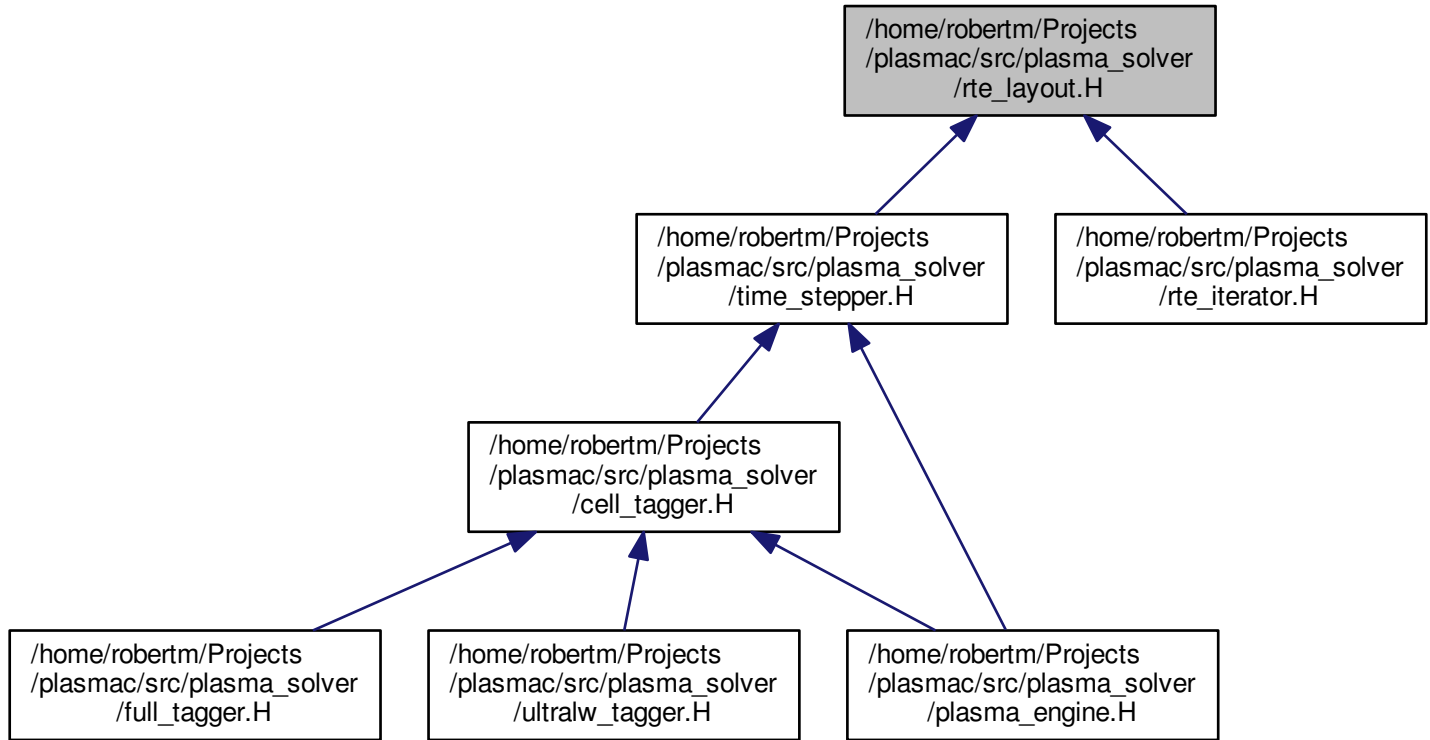 /home/robertm/Projects
/plasmac/src/plasma_solver
/rte_layout.H
/home/robertm/Projects
/plasmac/src/plasma_solver
/time_stepper.H
/home/robertm/Projects
/plasmac/src/plasma_solver
/rte_iterator.H
/home/robertm/Projects
/plasmac/src/plasma_solver
/cell_tagger.H
/home/robertm/Projects
/plasmac/src/plasma_solver
/full_tagger.H
/home/robertm/Projects
/plasmac/src/plasma_solver
/ultralw_tagger.H
/home/robertm/Projects
/plasmac/src/plasma_solver
/plasma_engine.H